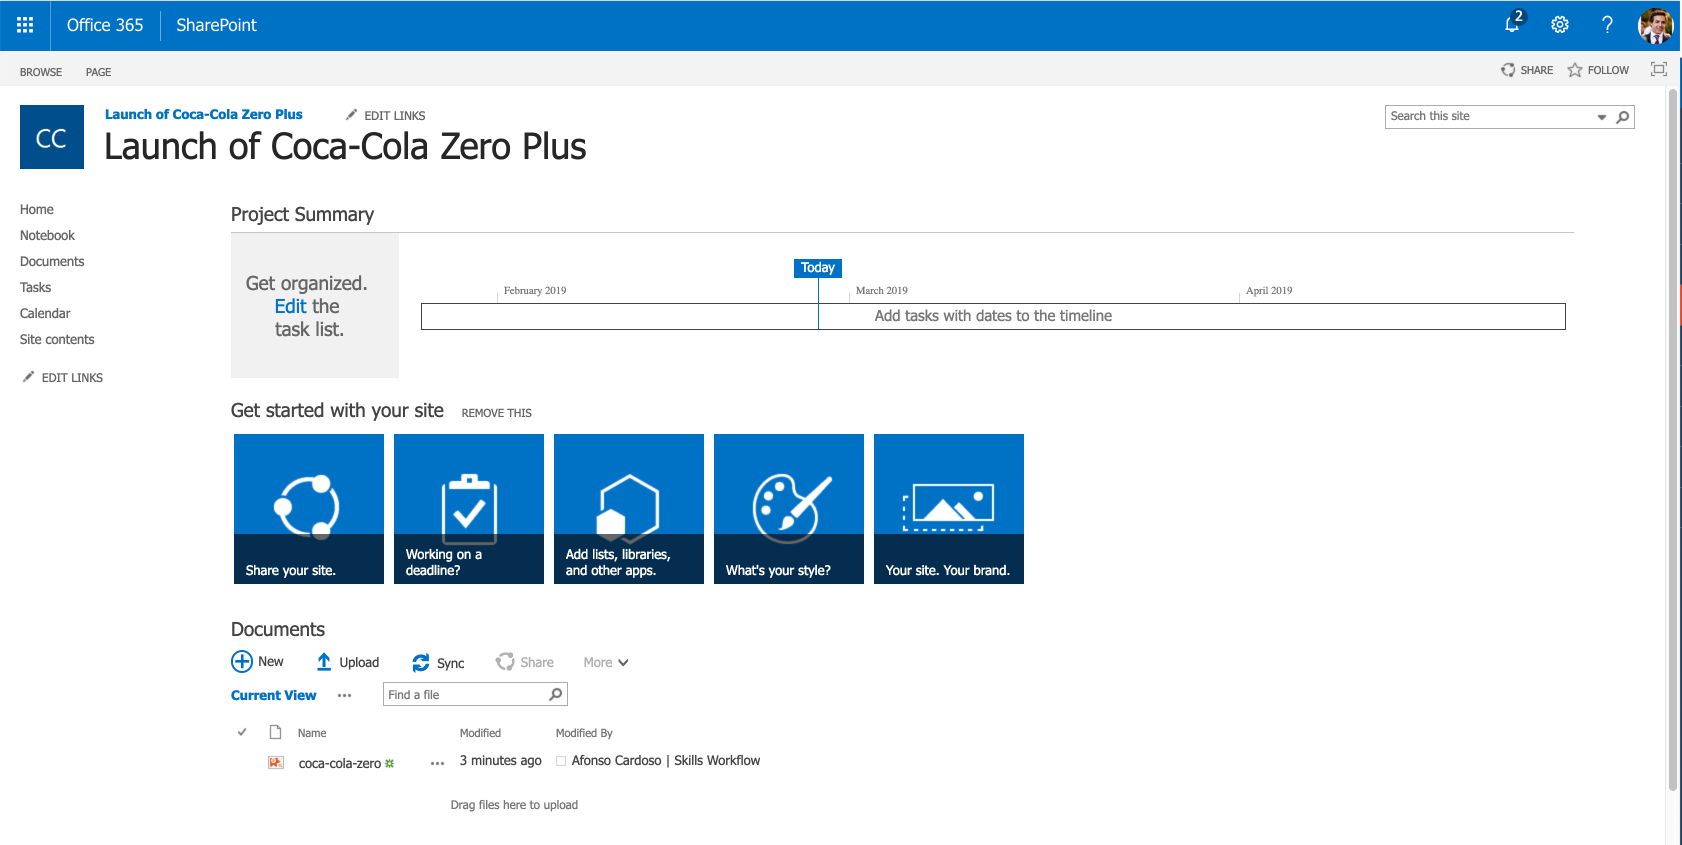 Office 365
SharePoint
2
?
BROWSE
PAGE
SHARE
FOLLOW
CC
Launch of Coca-Cola Zero Plus
EDIT LINKS
Launch of Coca-Cola Zero Plus
Search this site
Home
Notebook
Documents
Tasks
Calendar
Site contents
EDIT LINKS
Project Summary
Get organized.
Edit the
task list.
Today
February 2019
March 2019
April 2019
Add tasks with dates to the timeline
Get started with your site
REMOVE THIS
Share your site.
Working on a
deadline?
Add lists, libraries,
and other apps.
What's your style?
Your site. Your brand.
Documents
New
Upload
Sync
Share
More
Current View
...
Find a file
Name
Modified
Modified By
coca-cola-zero
...
3 minutes ago
Afonso Cardoso | Skills Workflow
Drag files here to upload